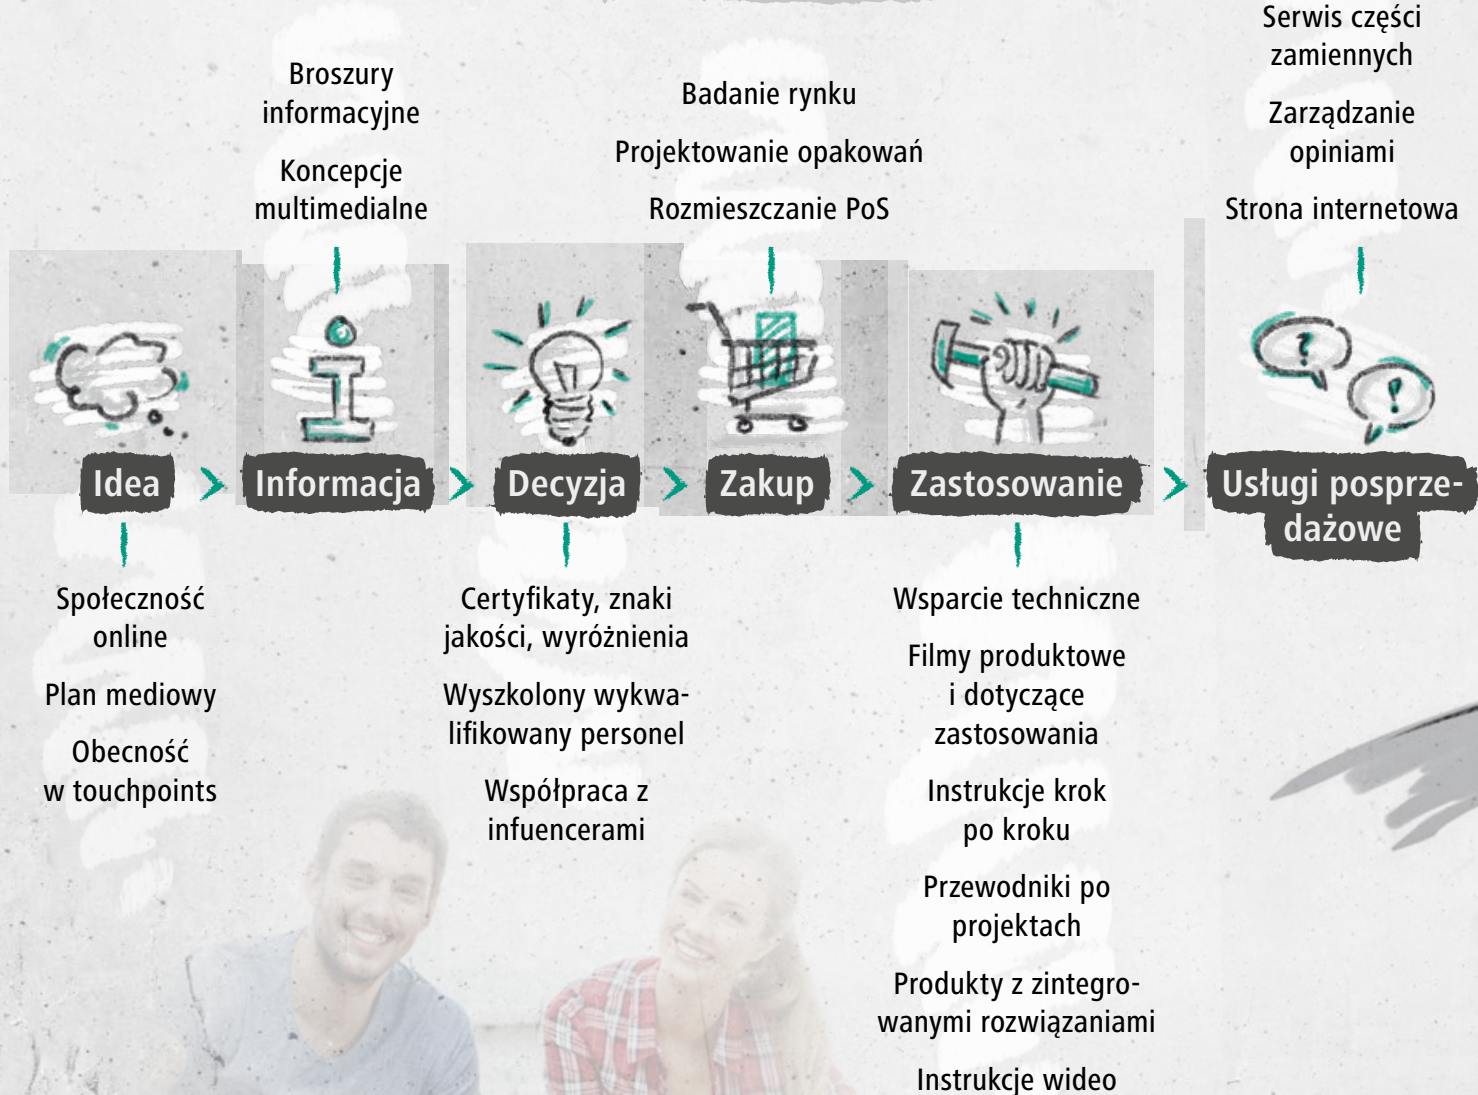 Serwis części
zamiennych
Zarządzanie
opiniami
Strona internetowa
Broszury
informacyjne
Koncepcje
multimedialne
Badanie rynku
Projektowanie opakowań
Rozmieszczanie PoS
Idea
Informacja
Decyzja
Zakup
Zastosowanie
Usługi posprze-
dażowe
Społeczność
online
Plan mediowy
Obecność
w touchpoints
Certyfikaty, znaki
jakości, wyróżnienia
Wyszkolony wykwa-
lifikowany personel
Współpraca z
infuencerami
Wsparcie techniczne
Filmy produktowe
i dotyczące
zastosowania
Instrukcje krok
po kroku
Przewodniki po
projektach
Produkty z zintegro-
wanymi rozwiązaniami
Instrukcje wideo